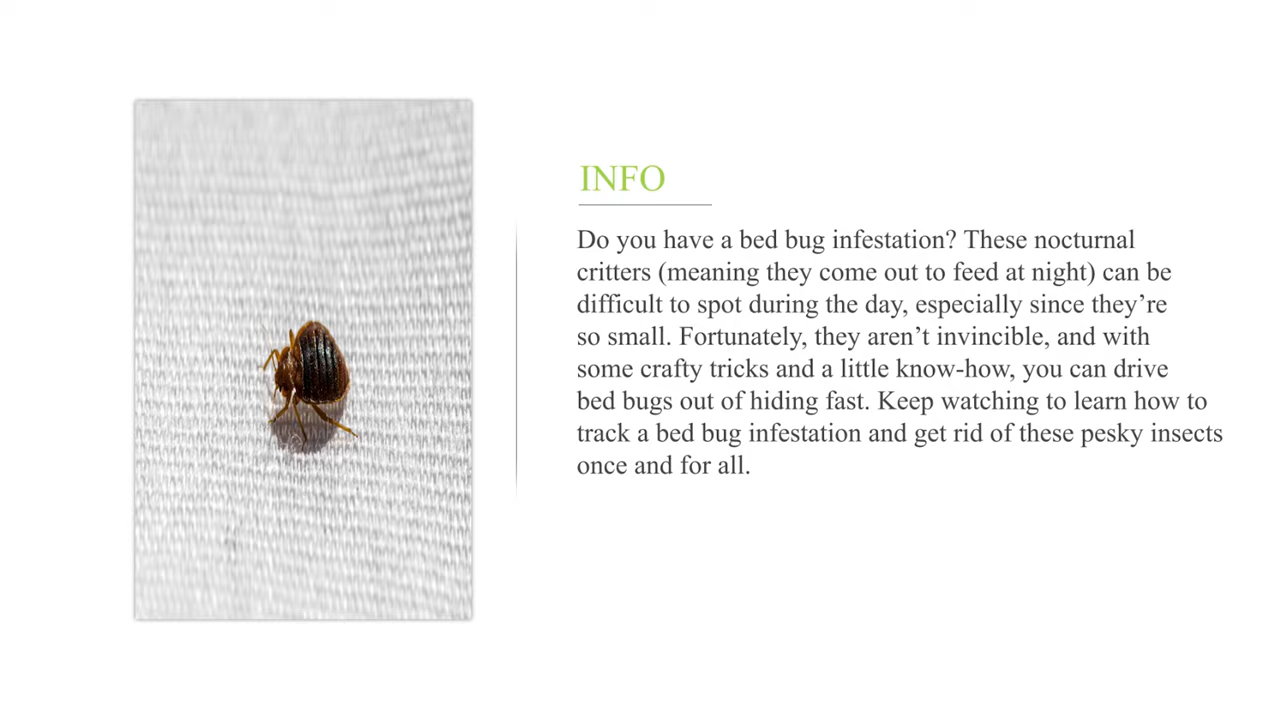 INFO
Do you have a bed bug infestation? These nocturnal
critters (meaning they come out to feed at night) can be
difficult to spot during the day, especially since they’re
so small. Fortunately, they aren’t invincible, and with
some crafty tricks and a little know-how, you can drive
bed bugs out of hiding fast. Keep watching to learn how to
track a bed bug infestation and get rid of these pesky insects
once and for all.